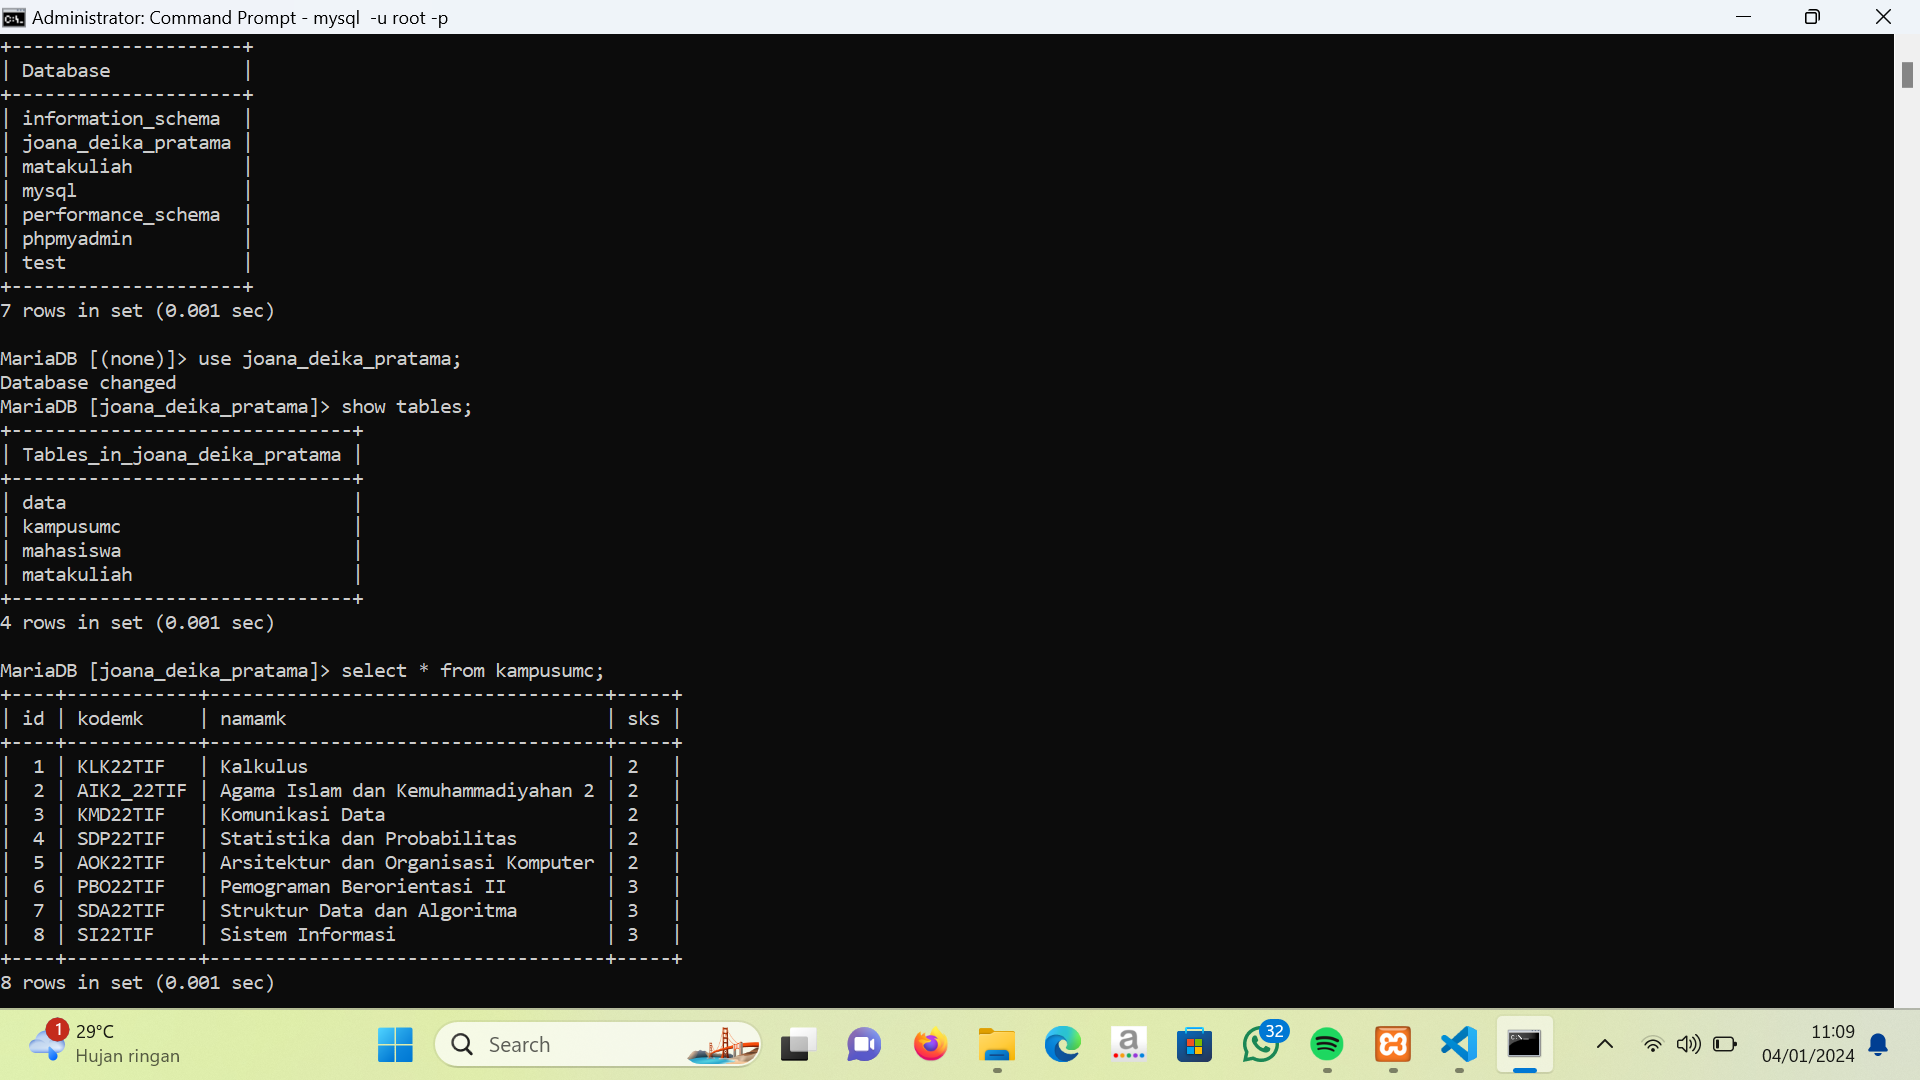 Administrator: Command Prompt - mysql  -u root -p
+---------------------+
| Database            |
+---------------------+
| information_schema  |
| joana_deika_pratama |
| matakuliah          |
| mysql               |
| performance_schema  |
| phpmyadmin          |
| test                |
+---------------------+
7 rows in set (0.001 sec)
MariaDB [(none)]> use joana_deika_pratama;
Database changed
MariaDB [joana_deika_pratama]> show tables;
+-------------------------------+
| Tables_in_joana_deika_pratama |
+-------------------------------+
| data                          |
| kampusumc                     |
| mahasiswa                     |
| matakuliah                    |
+-------------------------------+
4 rows in set (0.001 sec)
MariaDB [joana_deika_pratama]> select * from kampusumc;
+----+------------+------------------------------------+-----+
| id | kodemk     | namamk                             | sks |
+----+------------+------------------------------------+-----+
|  1 | KLK22TIF   | Kalkulus                           | 2   |
|  2 | AIK2_22TIF | Agama Islam dan Kemuhammadiyahan 2 | 2   |
|  3 | KMD22TIF   | Komunikasi Data                    | 2   |
|  4 | SDP22TIF   | Statistika dan Probabilitas        | 2   |
|  5 | AOK22TIF   | Arsitektur dan Organisasi Komputer | 2   |
|  6 | PBO22TIF   | Pemograman Berorientasi II         | 3   |
|  7 | SDA22TIF   | Struktur Data dan Algoritma        | 3   |
|  8 | SI22TIF    | Sistem Informasi                   | 3   |
+----+------------+------------------------------------+-----+
8 rows in set (0.001 sec)
1
29°C
Hujan ringan
Search
a
32
11:09
04/01/2024